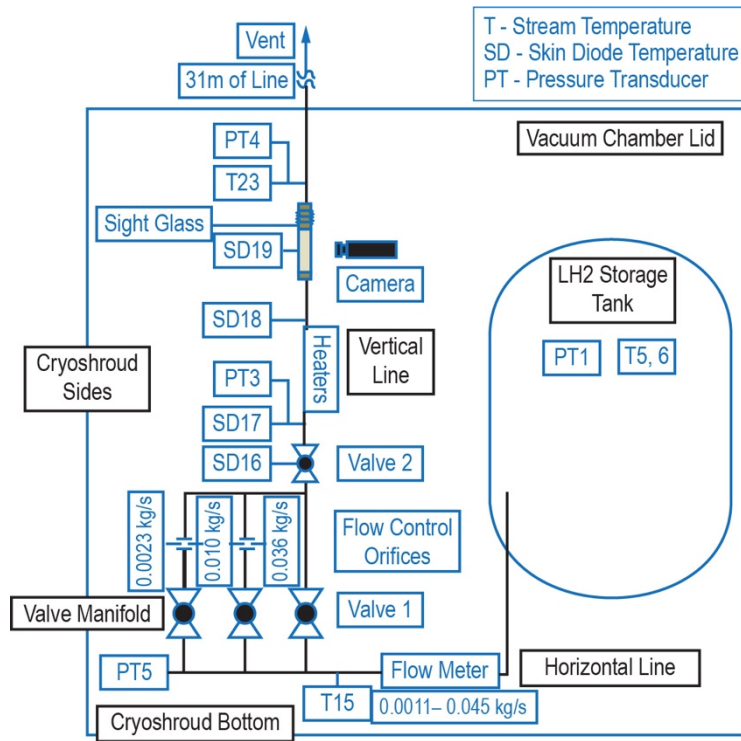 Vent
31m of Line
T - Stream Temperature
SD - Skin Diode Temperature
PT - Pressure Transducer
Vacuum Chamber Lid
PT4
T23
Sight Glass
SD19
Camera
LH2 Storage
Tank
PT1
T5, 6
SD18
Heaters
Vertical
Line
Cryoshroud
Sides
PT3
SD17
SD16
Valve 2
0.0023 kg/s
0.010 kg/s
0.036 kg/s
Flow Control
Orifices
Valve Manifold
Valve 1
PT5
Flow Meter
Horizontal Line
T15
0.0011– 0.045 kg/s
Cryoshroud Bottom